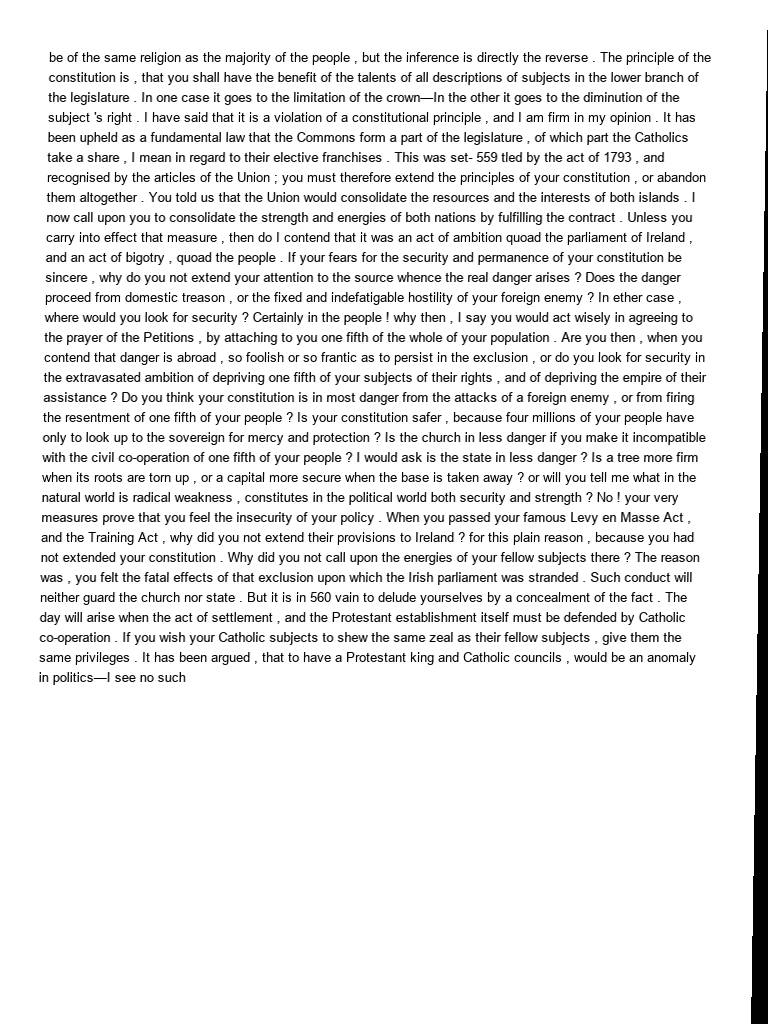 be of the same religion as the majority of the people , but the inference is directly the reverse . The principle of the
constitution is , that you shall have the benefit of the talents of all descriptions of subjects in the lower branch of
the legislature . In one case it goes to the limitation of the crown—In the other it goes to the diminution of the
subject 's right . I have said that it is a violation of a constitutional principle , and I am firm in my opinion . It has
been upheld as a fundamental law that the Commons form a part of the legislature , of which part the Catholics
take a share , I mean in regard to their elective franchises . This was set- 559 tled by the act of 1793 , and
recognised by the articles of the Union ; you must therefore extend the principles of your constitution , or abandon
them altogether . You told us that the Union would consolidate the resources and the interests of both islands . I
now call upon you to consolidate the strength and energies of both nations by fulfilling the contract . Unless you
carry into effect that measure , then do I contend that it was an act of ambition quoad the parliament of Ireland ,
and an act of bigotry , quoad the people . If your fears for the security and permanence of your constitution be
sincere , why do you not extend your attention to the source whence the real danger arises ? Does the danger
proceed from domestic treason , or the fixed and indefatigable hostility of your foreign enemy ? In ether case ,
where would you look for security ? Certainly in the people ! why then , I say you would act wisely in agreeing to
the prayer of the Petitions , by attaching to you one fifth of the whole of your population . Are you then , when you
contend that danger is abroad , so foolish or so frantic as to persist in the exclusion , or do you look for security in
the extravasated ambition of depriving one fifth of your subjects of their rights , and of depriving the empire of their
assistance ? Do you think your constitution is in most danger from the attacks of a foreign enemy , or from firing
the resentment of one fifth of your people ? Is your constitution safer , because four millions of your people have
only to look up to the sovereign for mercy and protection ? Is the church in less danger if you make it incompatible
with the civil co-operation of one fifth of your people ? I would ask is the state in less danger ? Is a tree more firm
when its roots are torn up , or a capital more secure when the base is taken away ? or will you tell me what in the
natural world is radical weakness , constitutes in the political world both security and strength ? No ! your very
measures prove that you feel the insecurity of your policy . When you passed your famous Levy en Masse Act ,
and the Training Act , why did you not extend their provisions to Ireland ? for this plain reason , because you had
not extended your constitution . Why did you not call upon the energies of your fellow subjects there ? The reason
was , you felt the fatal effects of that exclusion upon which the Irish parliament was stranded . Such conduct will
neither guard the church nor state . But it is in 560 vain to delude yourselves by a concealment of the fact . The
day will arise when the act of settlement , and the Protestant establishment itself must be defended by Catholic
co-operation . If you wish your Catholic subjects to shew the same zeal as their fellow subjects , give them the
same privileges . It has been argued , that to have a Protestant king and Catholic councils , would be an anomaly
in politics—I see no such